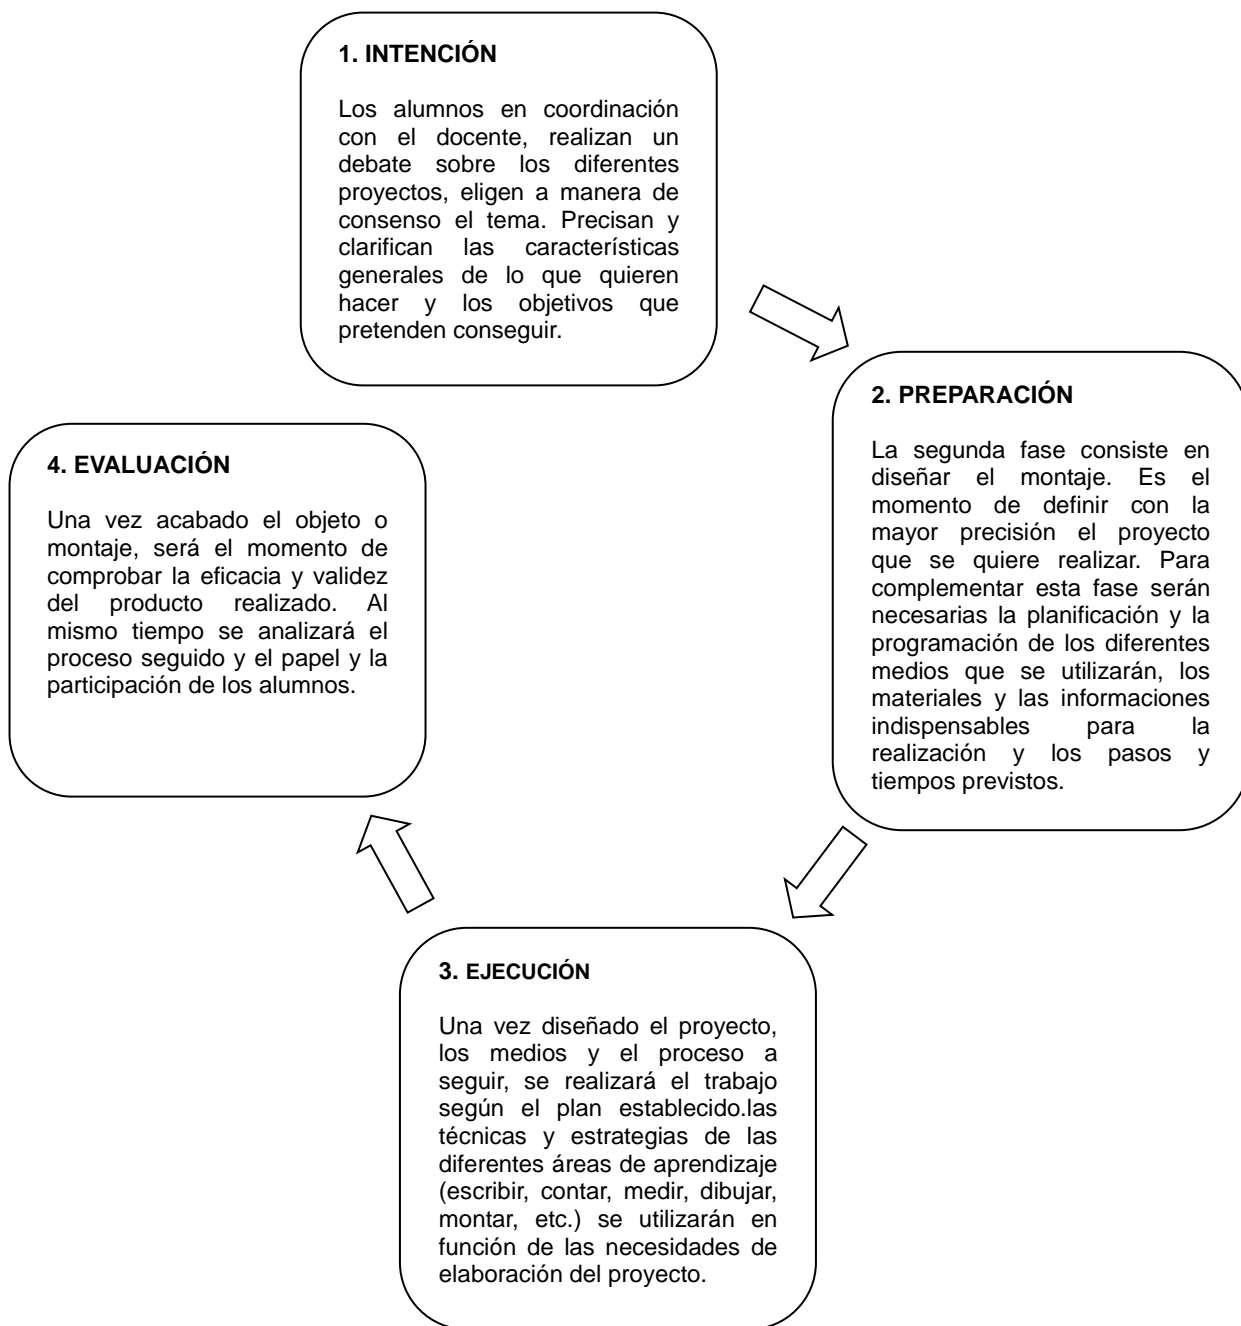 1. INTENCIÓN
Los alumnos en coordinación
con el docente, realizan un
debate sobre los diferentes
proyectos, eligen a manera de
consenso el tema. Precisan y
clarifican las características
generales de lo que quieren
hacer y los objetivos que
pretenden conseguir.
2. PREPARACIÓN
La segunda fase consiste en
diseñar el montaje. Es el
momento de definir con la
mayor precisión el proyecto
que se quiere realizar. Para
complementar esta fase serán
necesarias la planificación y la
programación de los diferentes
medios que se utilizarán, los
materiales y las informaciones
indispensables para la
realización y los pasos y
tiempos previstos.
3. EJECUCIÓN
Una vez diseñado el proyecto,
los medios y el proceso a
seguir, se realizará el trabajo
según el plan establecido.las
técnicas y estrategias de las
diferentes áreas de aprendizaje
(escribir, contar, medir, dibujar,
montar, etc.) se utilizarán en
función de las necesidades de
elaboración del proyecto.
4. EVALUACIÓN
Una vez acabado el objeto o
montaje, será el momento de
comprobar la eficacia y validez
del producto realizado. Al
mismo tiempo se analizará el
proceso seguido y el papel y la
participación de los alumnos.